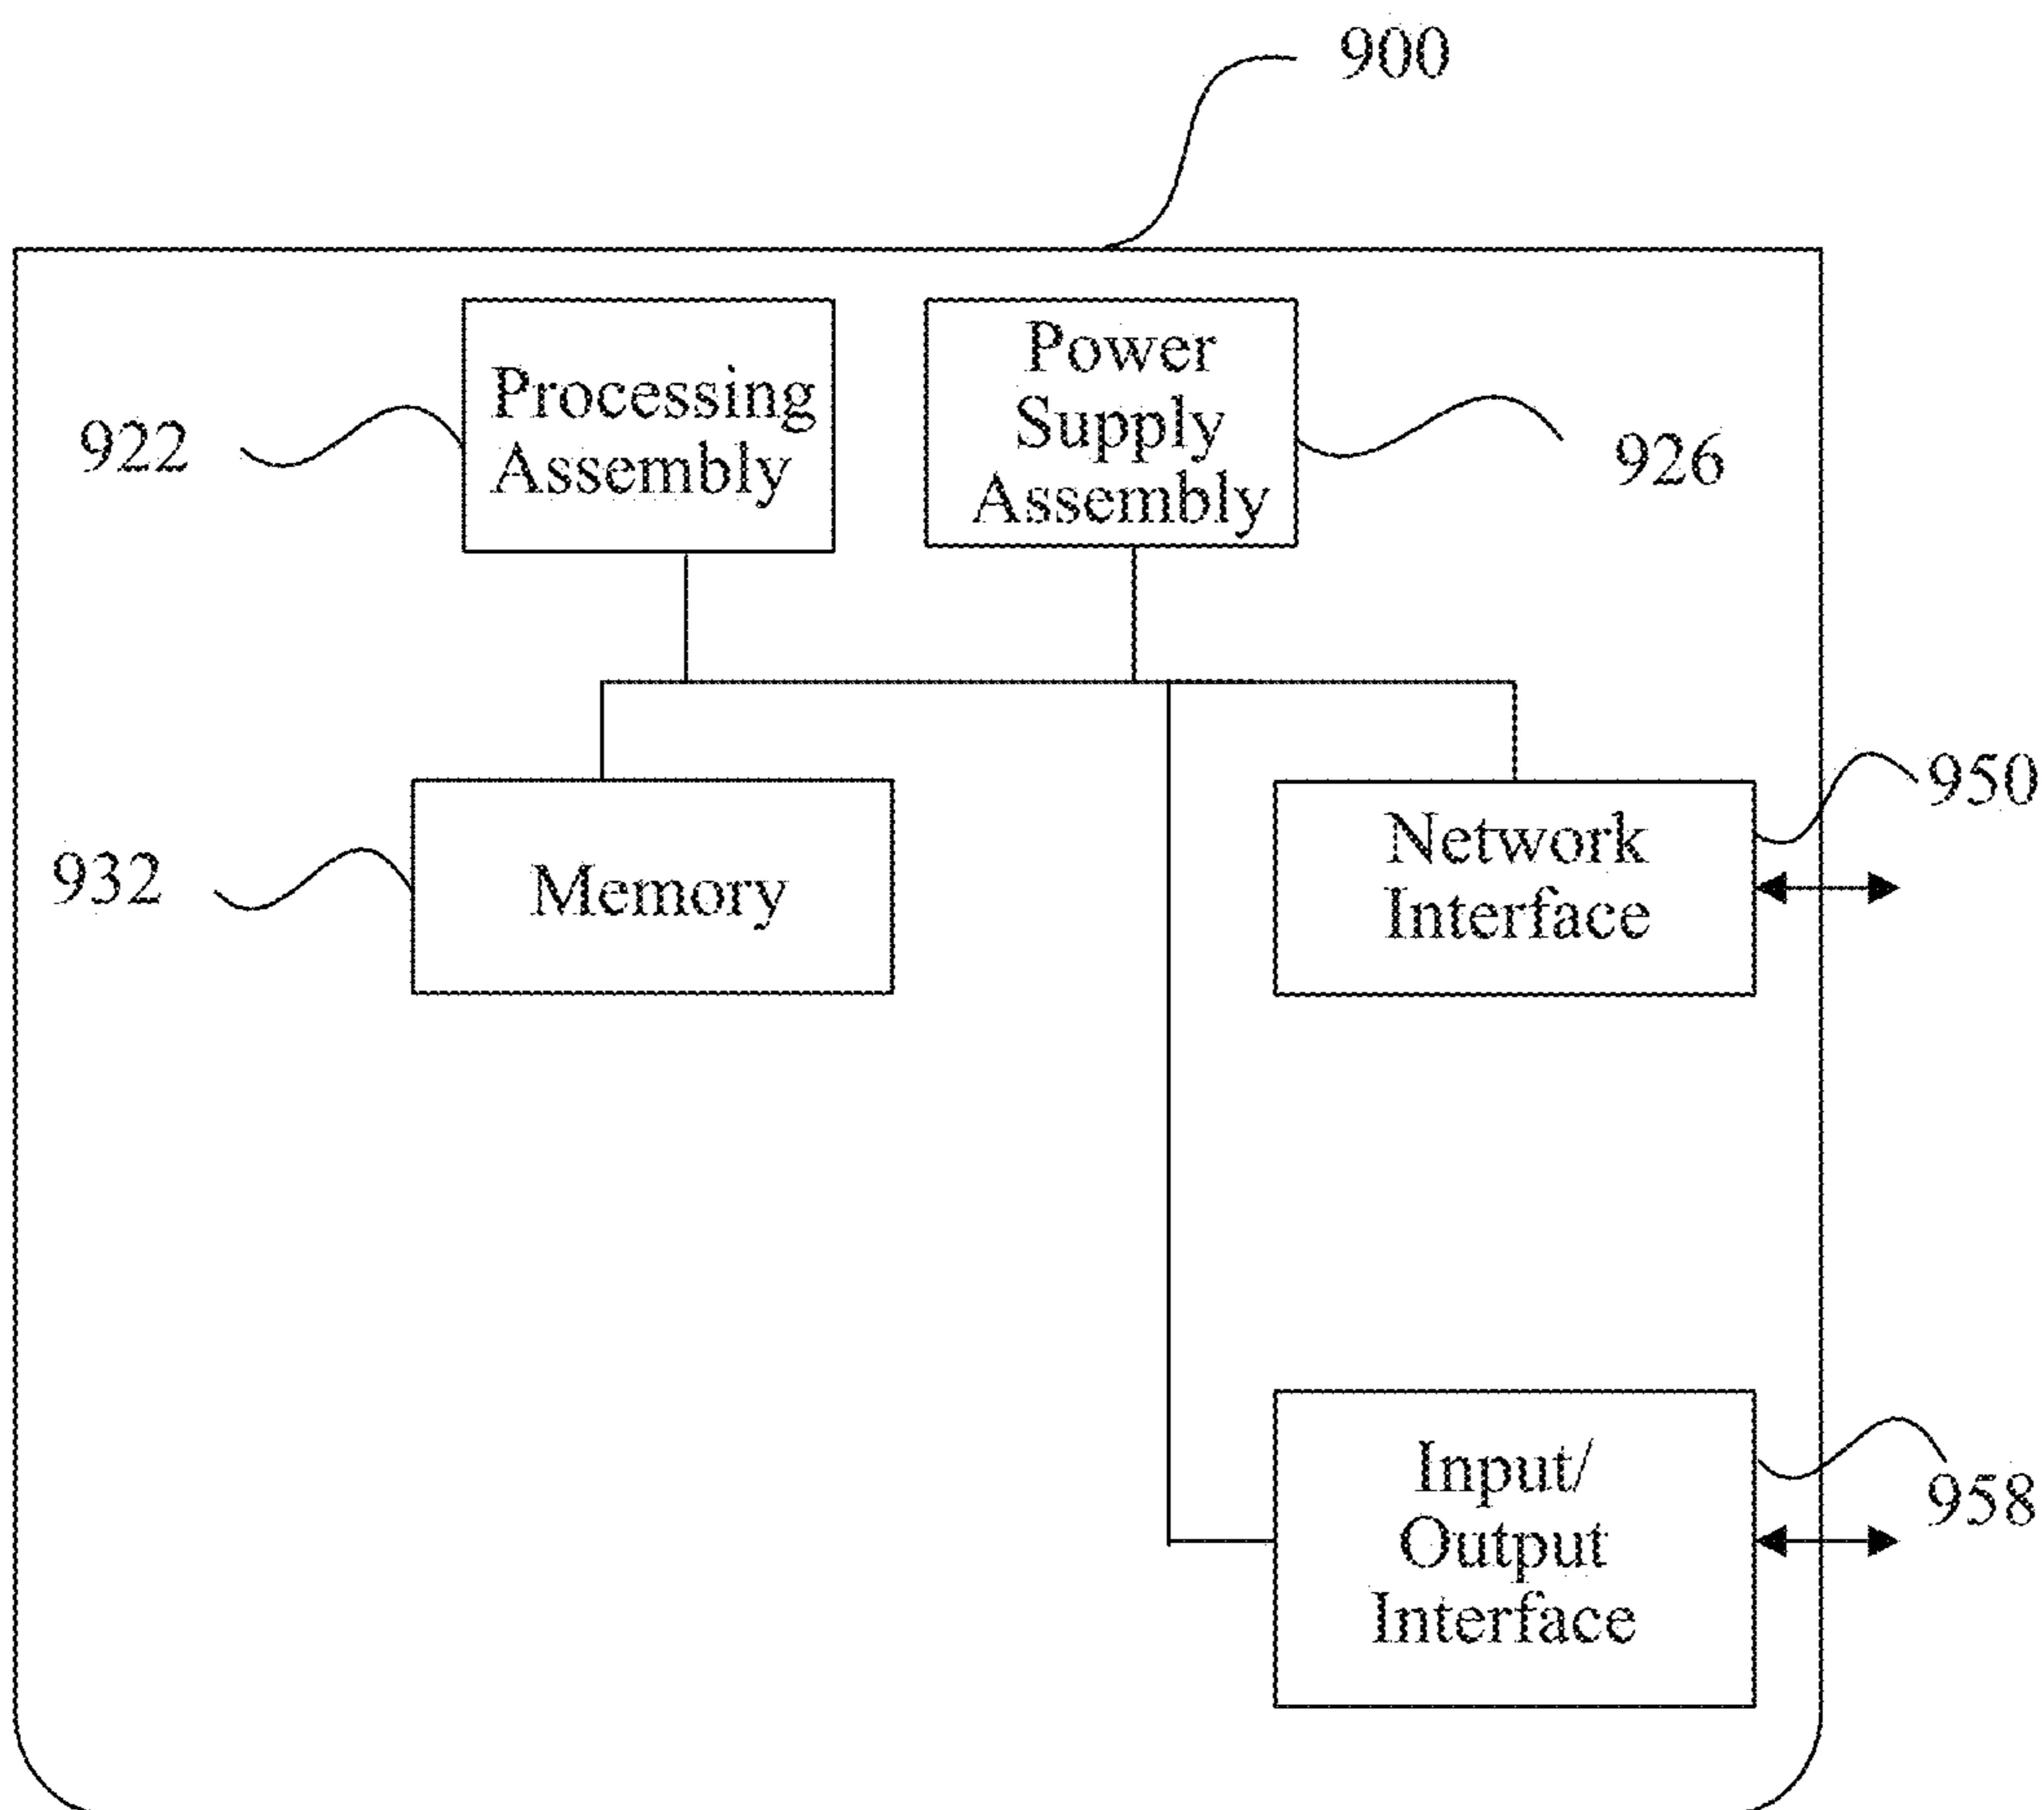 900
Processing
Assembly
922
Power
Supply
Assembly
926
932
Memory
Network
Interface
950
Input/
Output
Interface
958